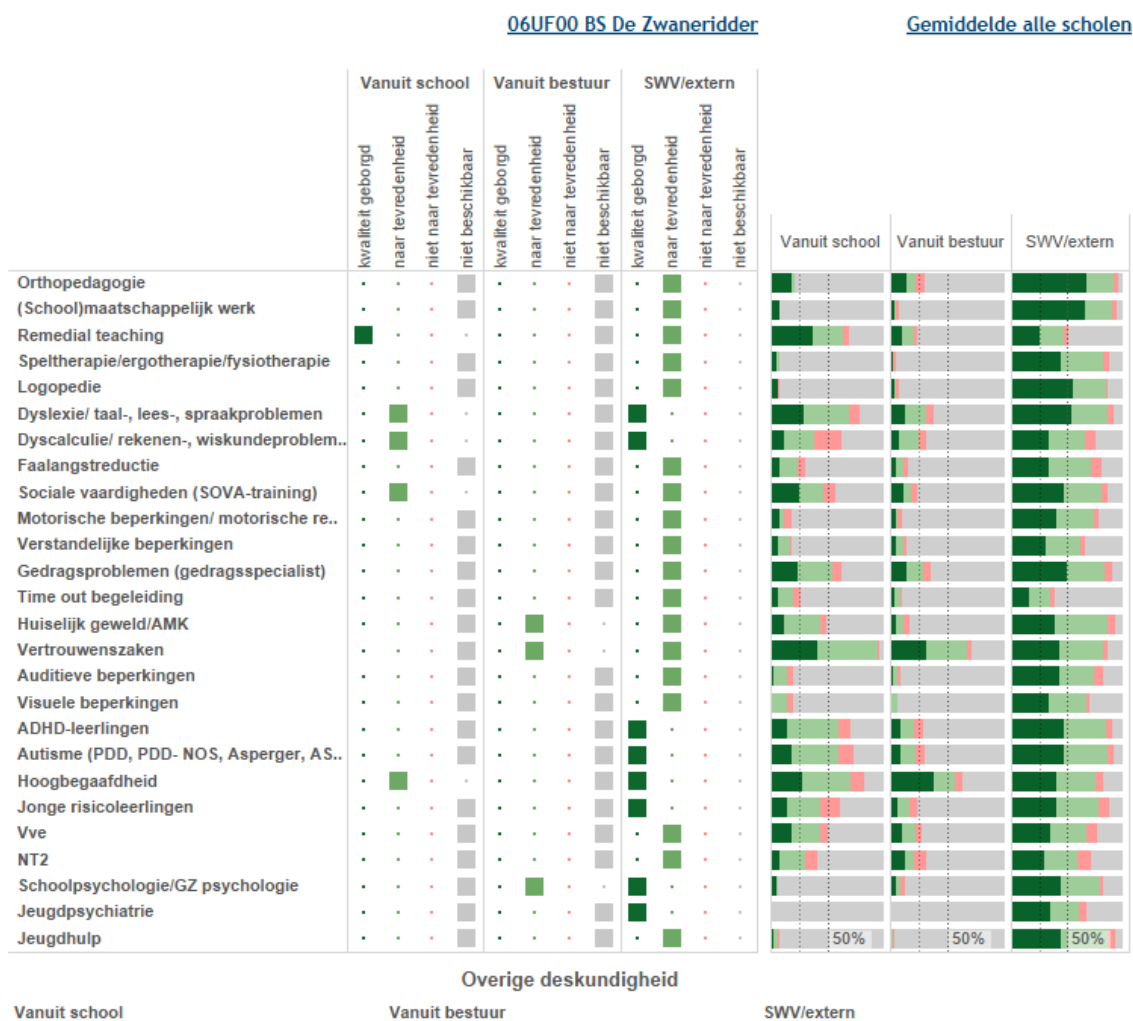 06UF00 BS De Zwaneridder Gemiddelde alle scholen
Vanuit school Vanuit bestuur SWV/extern
kwaliteit geborgd
naar tevredenheid
niet naar tevredenheid
niet beschikbaar
kwaliteit geborgd
naar tevredenheid
niet naar tevredenheid
niet beschikbaar
kwaliteit geborgd
naar tevredenheid
niet naar tevredenheid
niet beschikbaar
Vanuit school Vanuit bestuur SWV/extern
Orthopedagogie
(School)maatschappelijk werk
Remedial teaching
Speltherapie/ergotherapie/fysiotherapie
Logopedie
Dyslexie/ taal-, lees-, spraakproblemen
Dyscalculie/ rekenen-, wiskundeproblem..
Faalangstreductie
Sociale vaardigheden (SOVA-training)
Motorische beperkingen/ motorische re..
Verstandelijke beperkingen
Gedragsproblemen (gedragsspecialist)
Time out begeleiding
Huiselijk geweld/AMK
Vertrouwenszaken
Auditieve beperkingen
Visuele beperkingen
ADHD-leerlingen
Autisme (PDD, PDD- NOS, Asperger, AS..
Hoogbegaafdheid
Jonge risicoleerlingen
Vve
NT2
Schoolpsychologie/GZ psychologie
Jeugdpsychiatrie
Jeugdhulp 50% 50% 50%
Overige deskundigheid
Vanuit school Vanuit bestuur SWV/extern